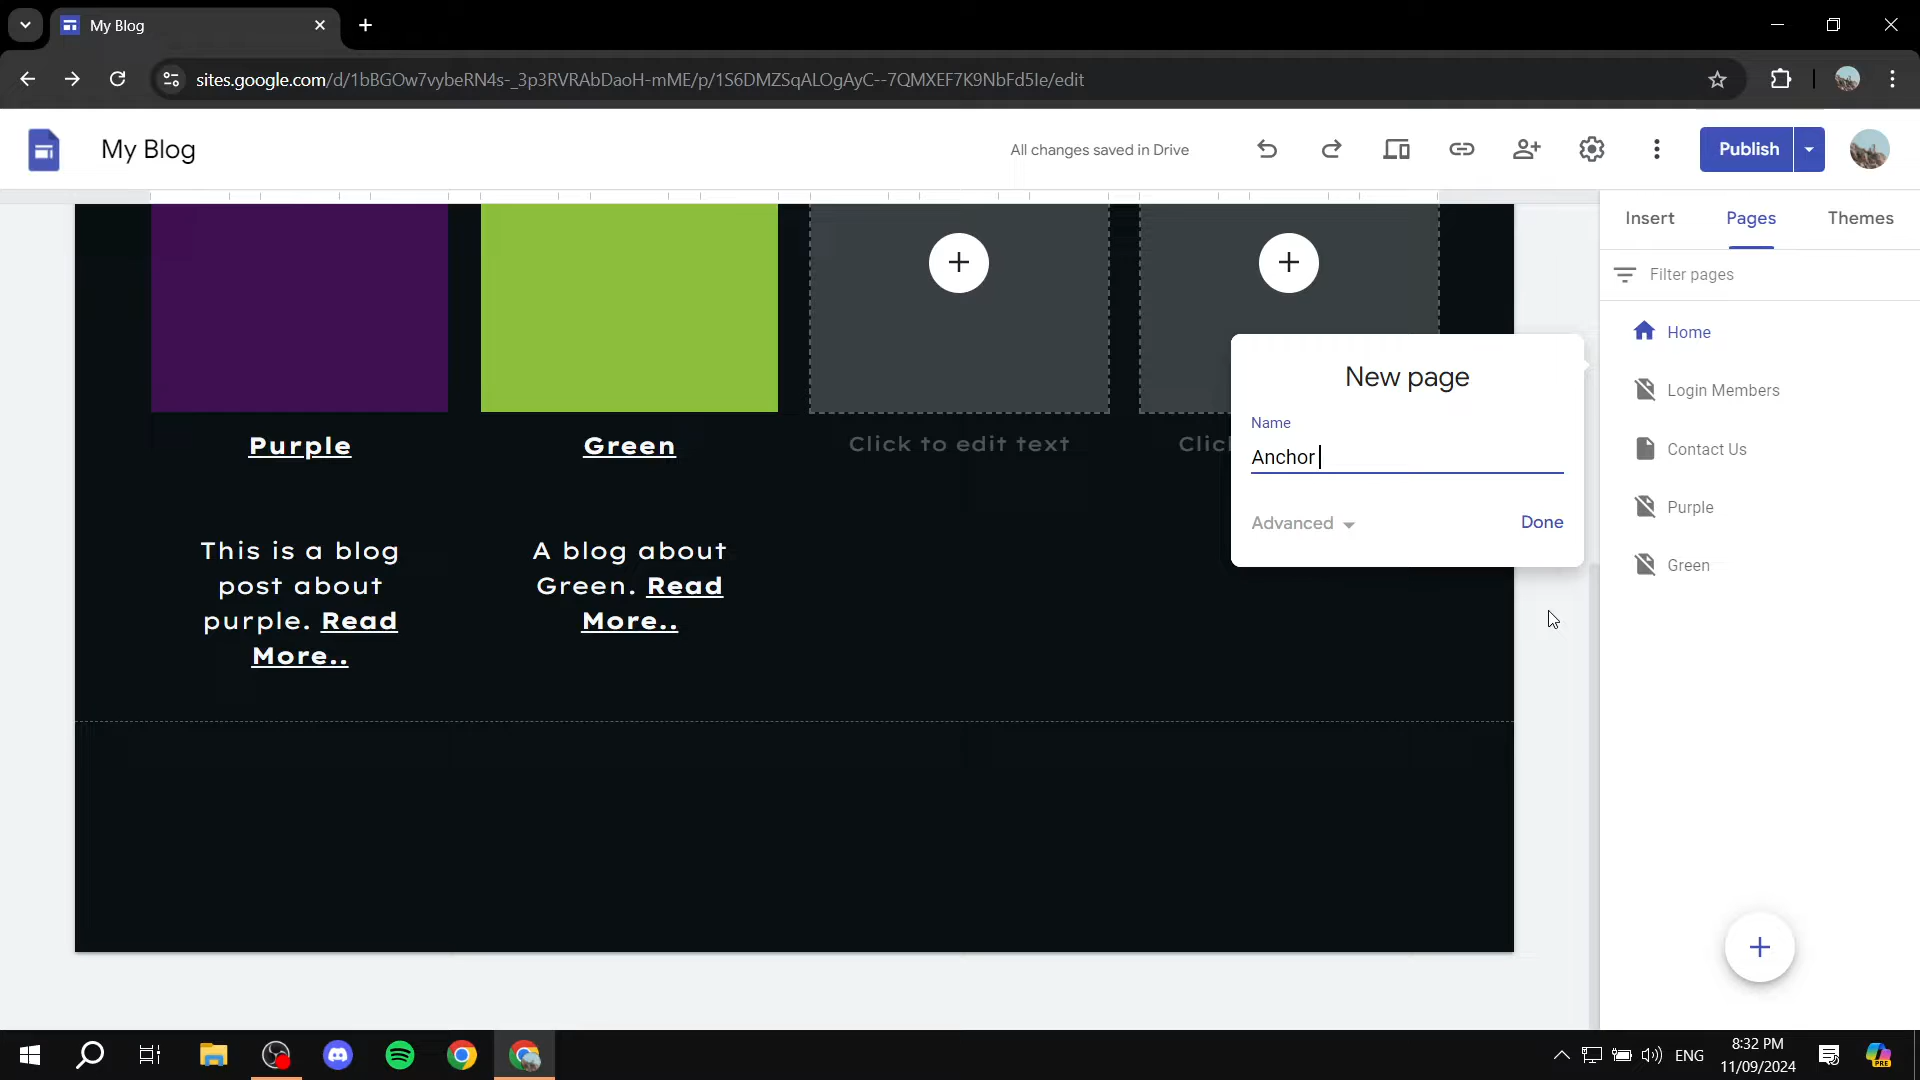 My Blog
sites.google.com/d/1bBGOw7vybeRN4s-_3p3RVRAbDaoH-mME/p/1S6DMZSqALOgAyC--7QMXEF7K9NbFd5Ie/edit
My Blog
All changes saved in Drive
Publish
Insert
Pages
Themes
Filter pages
Home
Login Members
Contact Us
Purple
Green
New page
Name
Anchor
Advanced
Done
Purple
Green
Click to edit text
Clic
This is a blog
post about
purple. Read
More..
A blog about
Green. Read
More..
ENG
8:32 PM
11/09/2024
PRE